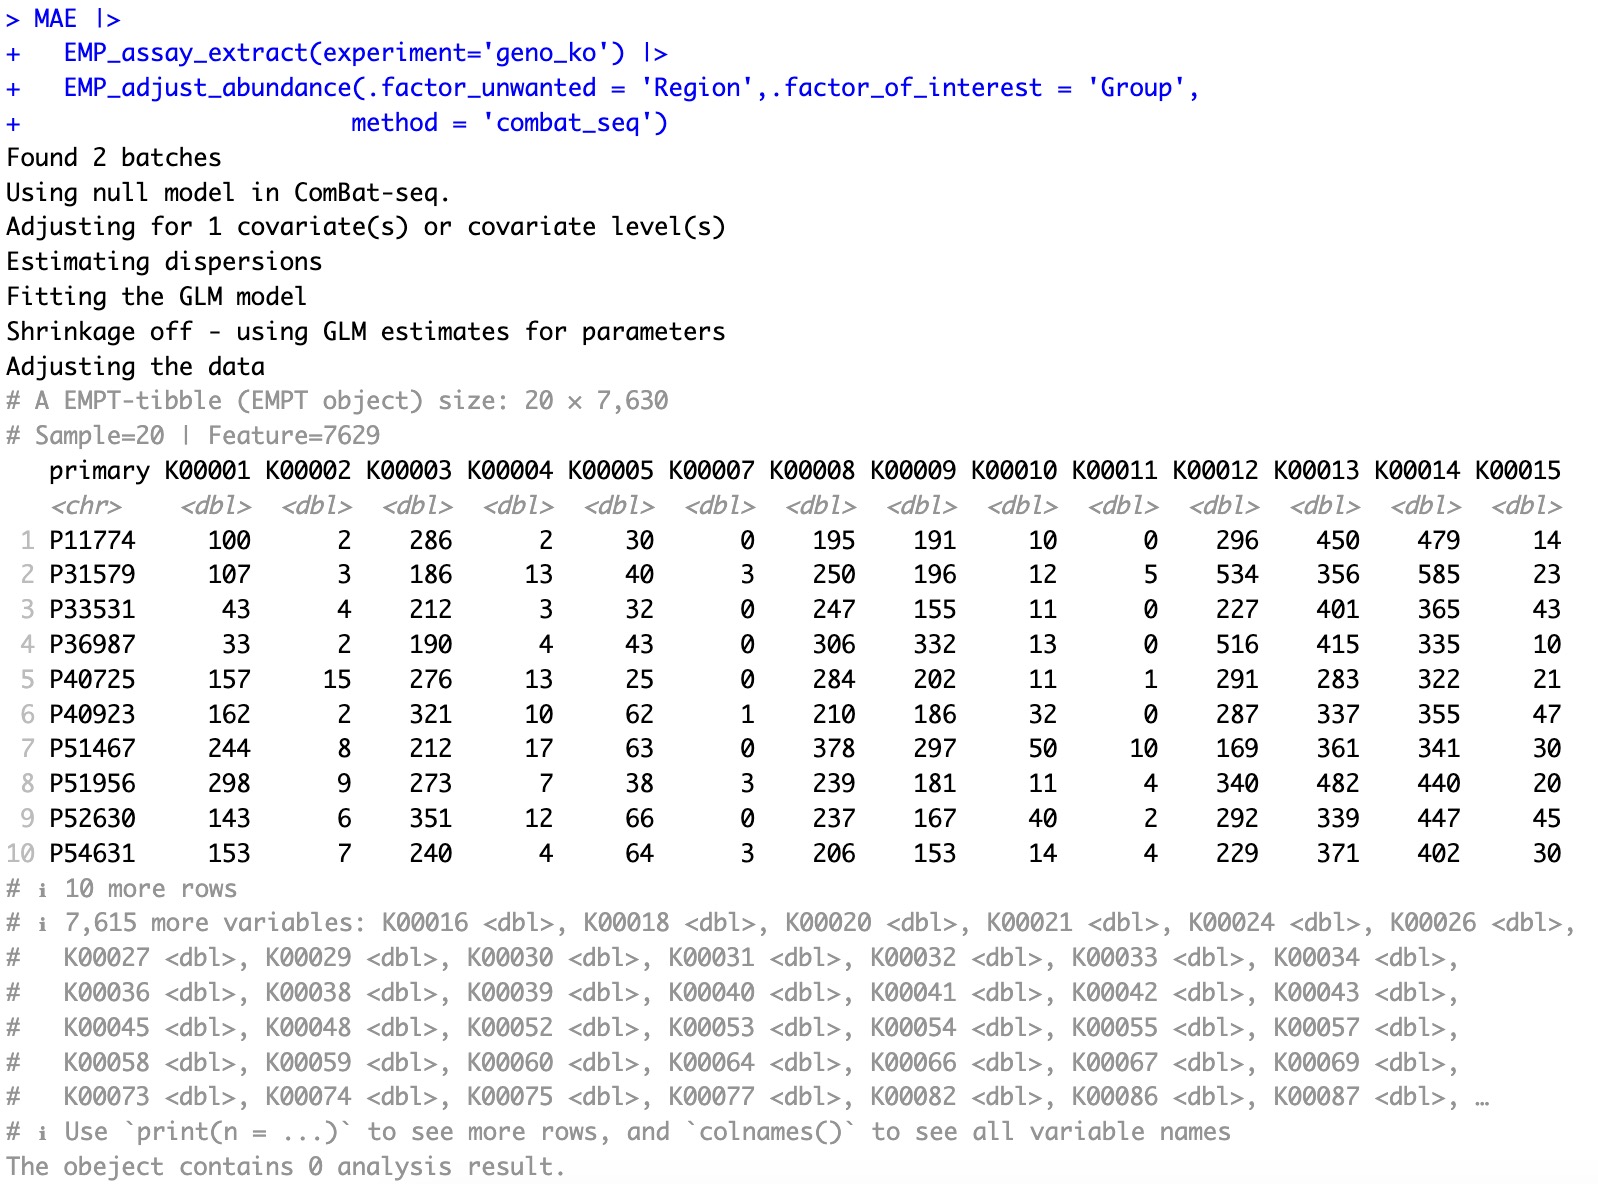 > MAE |>
+   EMP_assay_extract(experiment='geno_ko') |>
+   EMP_adjust_abundance(.factor_unwanted = 'Region',.factor_of_interest = 'Group',
+                       method = 'combat_seq')
Found 2 batches
Using null model in ComBat-seq.
Adjusting for 1 covariate(s) or covariate level(s)
Estimating dispersions
Fitting the GLM model
Shrinkage off - using GLM estimates for parameters
Adjusting the data
# A EMPT-tibble (EMPT object) size: 20 × 7,630
# Sample=20 | Feature=7629
   primary K00001 K00002 K00003 K00004 K00005 K00007 K00008 K00009 K00010 K00011 K00012 K00013 K00014 K00015
   <chr>    <dbl>  <dbl>  <dbl>  <dbl>  <dbl>  <dbl>  <dbl>  <dbl>  <dbl>  <dbl>  <dbl>  <dbl>  <dbl>  <dbl>
 1 P11774     100      2    286      2     30      0    195    191     10      0    296    450    479     14
 2 P31579     107      3    186     13     40      3    250    196     12      5    534    356    585     23
 3 P33531      43      4    212      3     32      0    247    155     11      0    227    401    365     43
 4 P36987      33      2    190      4     43      0    306    332     13      0    516    415    335     10
 5 P40725     157     15    276     13     25      0    284    202     11      1    291    283    322     21
 6 P40923     162      2    321     10     62      1    210    186     32      0    287    337    355     47
 7 P51467     244      8    212     17     63      0    378    297     50     10    169    361    341     30
 8 P51956     298      9    273      7     38      3    239    181     11      4    340    482    440     20
 9 P52630     143      6    351     12     66      0    237    167     40      2    292    339    447     45
10 P54631     153      7    240      4     64      3    206    153     14      4    229    371    402     30
# ℹ 10 more rows
# ℹ 7,615 more variables: K00016 <dbl>, K00018 <dbl>, K00020 <dbl>, K00021 <dbl>, K00024 <dbl>, K00026 <dbl>,
#   K00027 <dbl>, K00029 <dbl>, K00030 <dbl>, K00031 <dbl>, K00032 <dbl>, K00033 <dbl>, K00034 <dbl>,
#   K00036 <dbl>, K00038 <dbl>, K00039 <dbl>, K00040 <dbl>, K00041 <dbl>, K00042 <dbl>, K00043 <dbl>,
#   K00045 <dbl>, K00048 <dbl>, K00052 <dbl>, K00053 <dbl>, K00054 <dbl>, K00055 <dbl>, K00057 <dbl>,
#   K00058 <dbl>, K00059 <dbl>, K00060 <dbl>, K00064 <dbl>, K00066 <dbl>, K00067 <dbl>, K00069 <dbl>,
#   K00073 <dbl>, K00074 <dbl>, K00075 <dbl>, K00077 <dbl>, K00082 <dbl>, K00086 <dbl>, K00087 <dbl>, …
# ℹ Use `print(n = ...)` to see more rows, and `colnames()` to see all variable names
The obeject contains 0 analysis result.